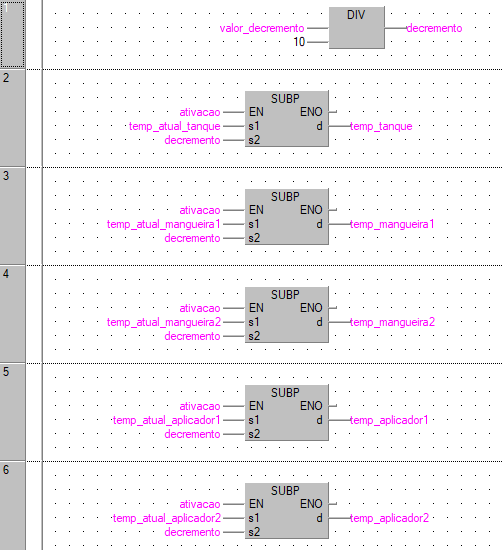 1
DIV
valor_decremento decremento
10
2
SUBP
ativacao EN ENO
temp_atual_tanque s1 d temp_tanque
decremento s2
3
SUBP
ativacao EN ENO
temp_atual_mangueira1 s1 d temp_mangueira1
decremento s2
4
SUBP
ativacao EN ENO
temp_atual_mangueira2 s1 d temp_mangueira2
decremento s2
5
SUBP
ativacao EN ENO
temp_atual_aplicador1 s1 d temp_aplicador1
decremento s2
6
SUBP
ativacao EN ENO
temp_atual_aplicador2 s1 d temp_aplicador2
decremento s2